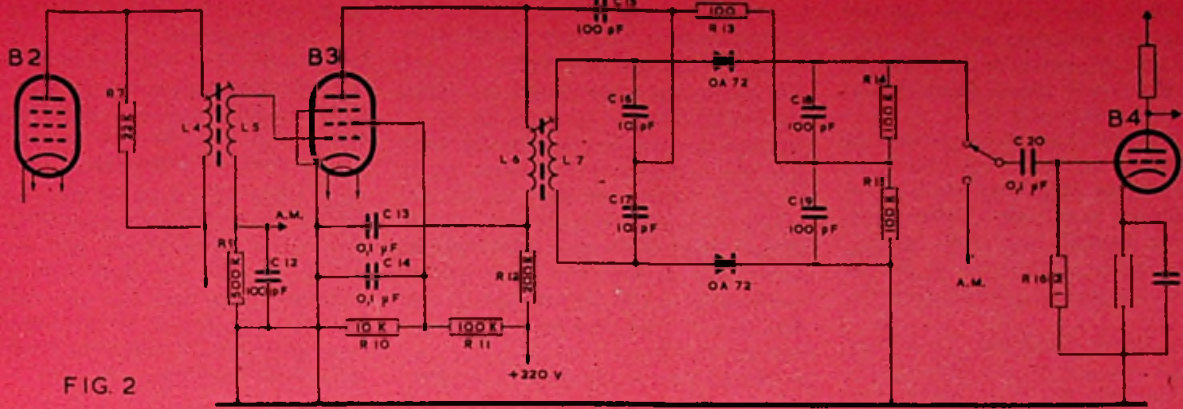 B2
R7
22K
L4
L5
B3
C15
100 pF
100
R13
OA 72
C16
10 pF
C17
10 pF
L6
L7
C18
100 pF
C19
100 pF
R14
100 K
R15
100 K
OA 72
A.M.
C12
100 pF
500 K
C13
0,1 µF
C14
0,1 µF
10 K
R10
100 K
R11
R12
200 K
+220 V
C20
0,1 µF
B4
A.M.
R16
FIG. 2